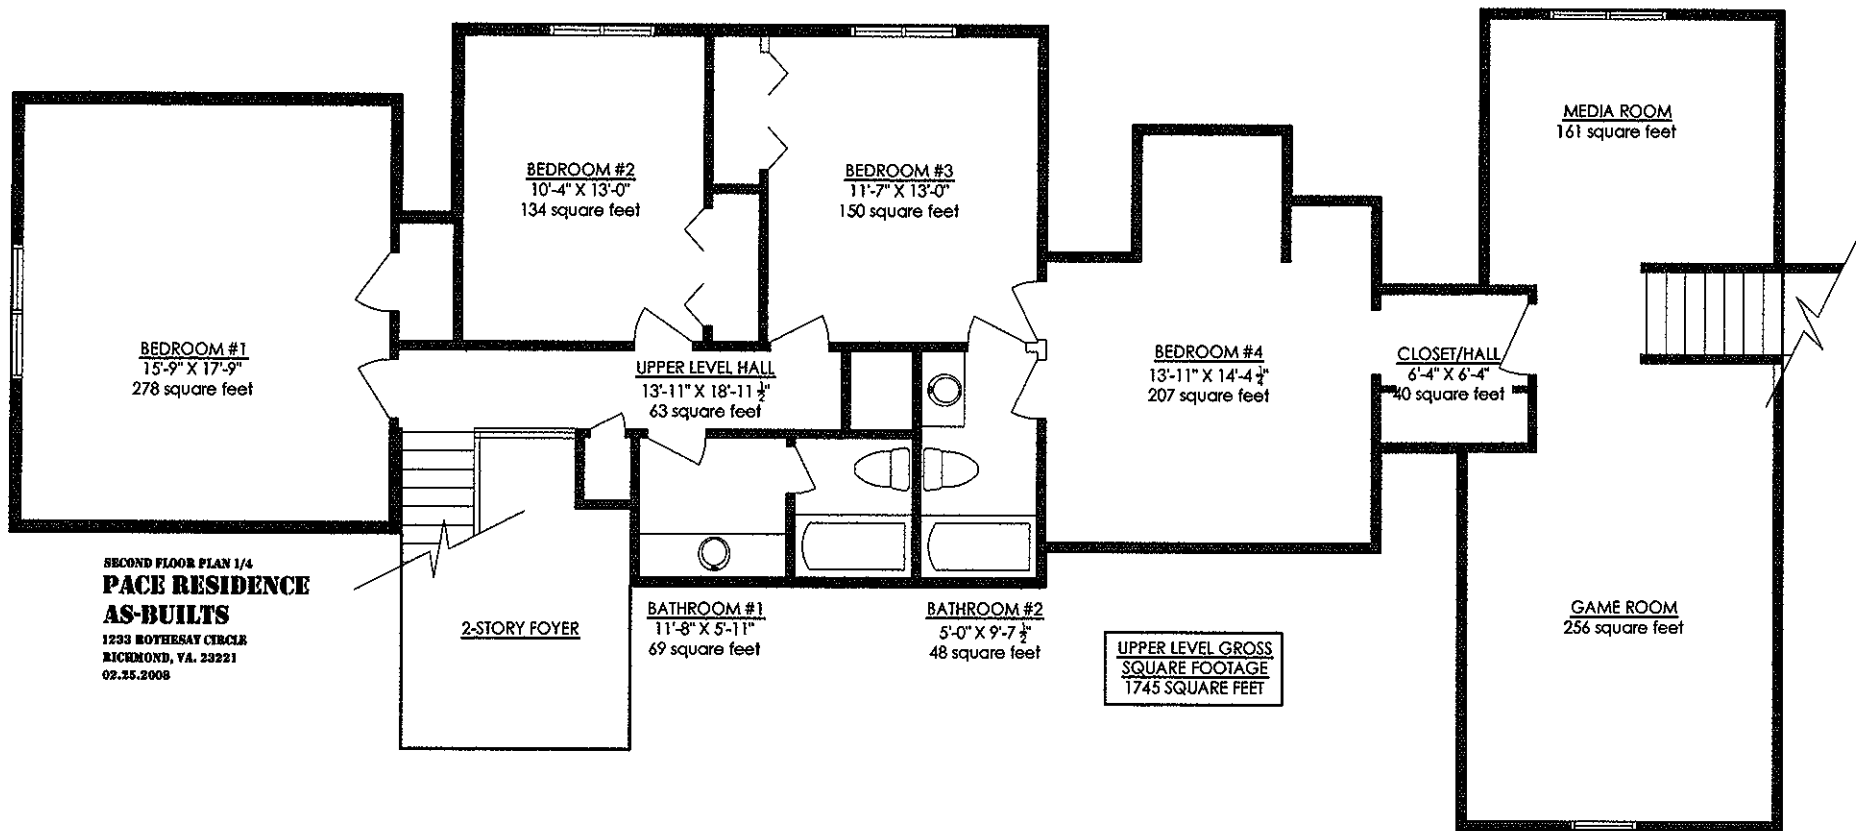 MEDIA ROOM
161 square feet
BEDROOM #2
10'-4" X 13'-0"
134 square feet
BEDROOM #3
11'-7" X 13'-0"
150 square feet
BEDROOM #1
15'-9" X 17'-9"
278 square feet
UPPER LEVEL HALL
13'-11" X 18'-11 ½"
63 square feet
BEDROOM #4
13'-11" X 14'-4 ¼"
207 square feet
CLOSET/HALL
6'-4" X 6'-4"
40 square feet
SECOND FLOOR PLAN 1/4
PACE RESIDENCE
AS-BUILTS
1233 ROTHESAY CIRCLE
RICHMOND, VA. 23221
02.25.2008
2-STORY FOYER
BATHROOM #1
11'-8" X 5'-11"
69 square feet
BATHROOM #2
5'-0" X 9'-7 ½"
48 square feet
UPPER LEVEL GROSS
SQUARE FOOTAGE
1745 SQUARE FEET
GAME ROOM
256 square feet